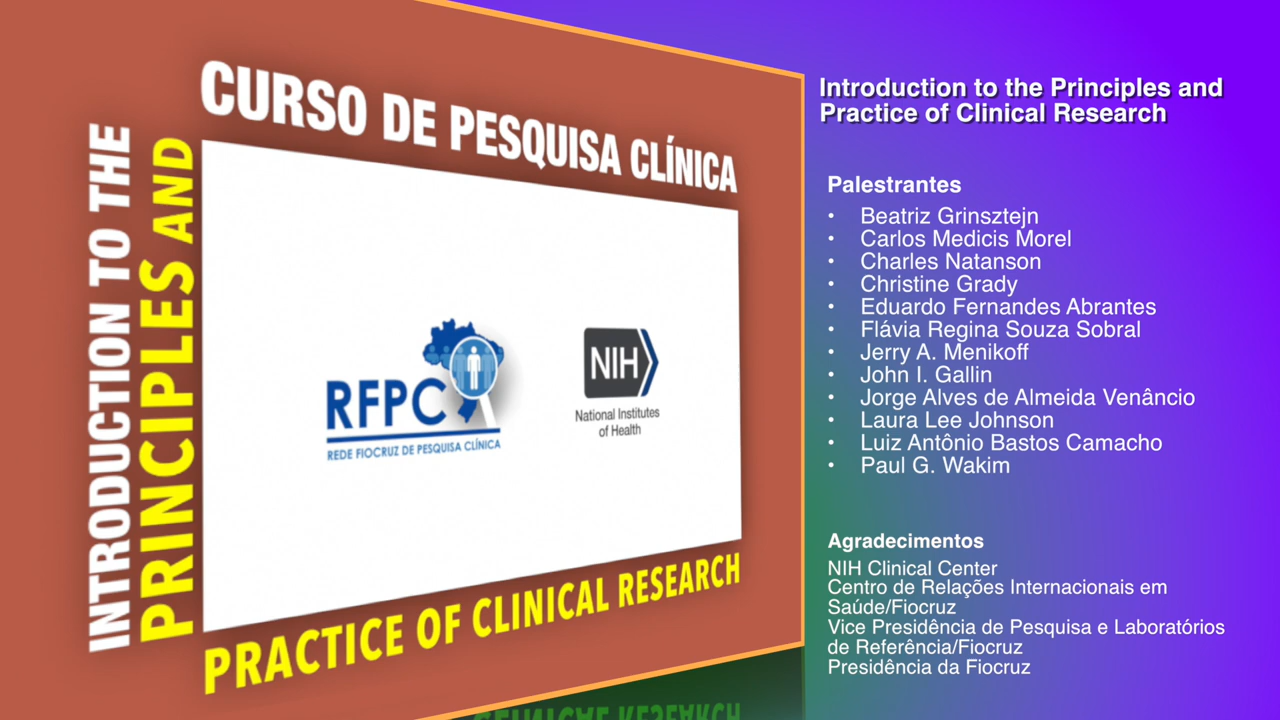 CURSO DE PESQUISA CLÍNICA
INTRODUCTION TO THE
PRINCIPLES AND
RFPC
REDE FIOCRUZ DE PESQUISA CLÍNICA
NIH
National Institutes
of Health
PRACTICE OF CLINICAL RESEARCH
Introduction to the Principles and
Practice of Clinical Research
Palestrantes
• Beatriz Grinsztejn
• Carlos Medicis Morel
• Charles Natanson
• Christine Grady
• Eduardo Fernandes Abrantes
• Flávia Regina Souza Sobral
• Jerry A. Menikoff
• John I. Gallin
• Jorge Alves de Almeida Venâncio
• Laura Lee Johnson
• Luiz Antônio Bastos Camacho
• Paul G. Wakim
Agradecimentos
NIH Clinical Center
Centro de Relações Internacionais em
Saúde/Fiocruz
Vice Presidência de Pesquisa e Laboratórios
de Referência/Fiocruz
Presidência da Fiocruz